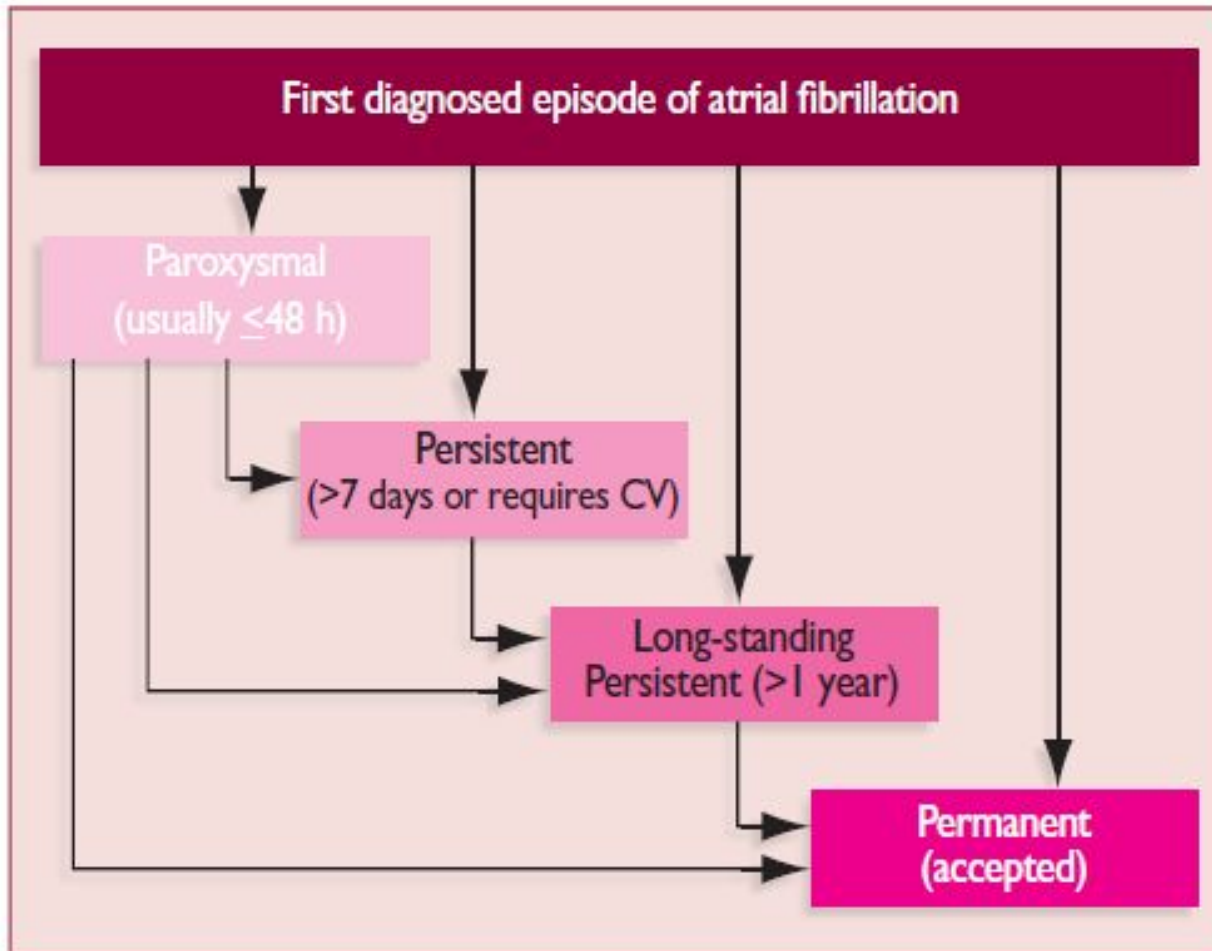 First diagnosed episode of atrial fibrillation
Paroxysmal
(usually ≤48 h)
Persistent
(>7 days or requires CV)
Long-standing
Persistent (>1 year)
Permanent
(accepted)